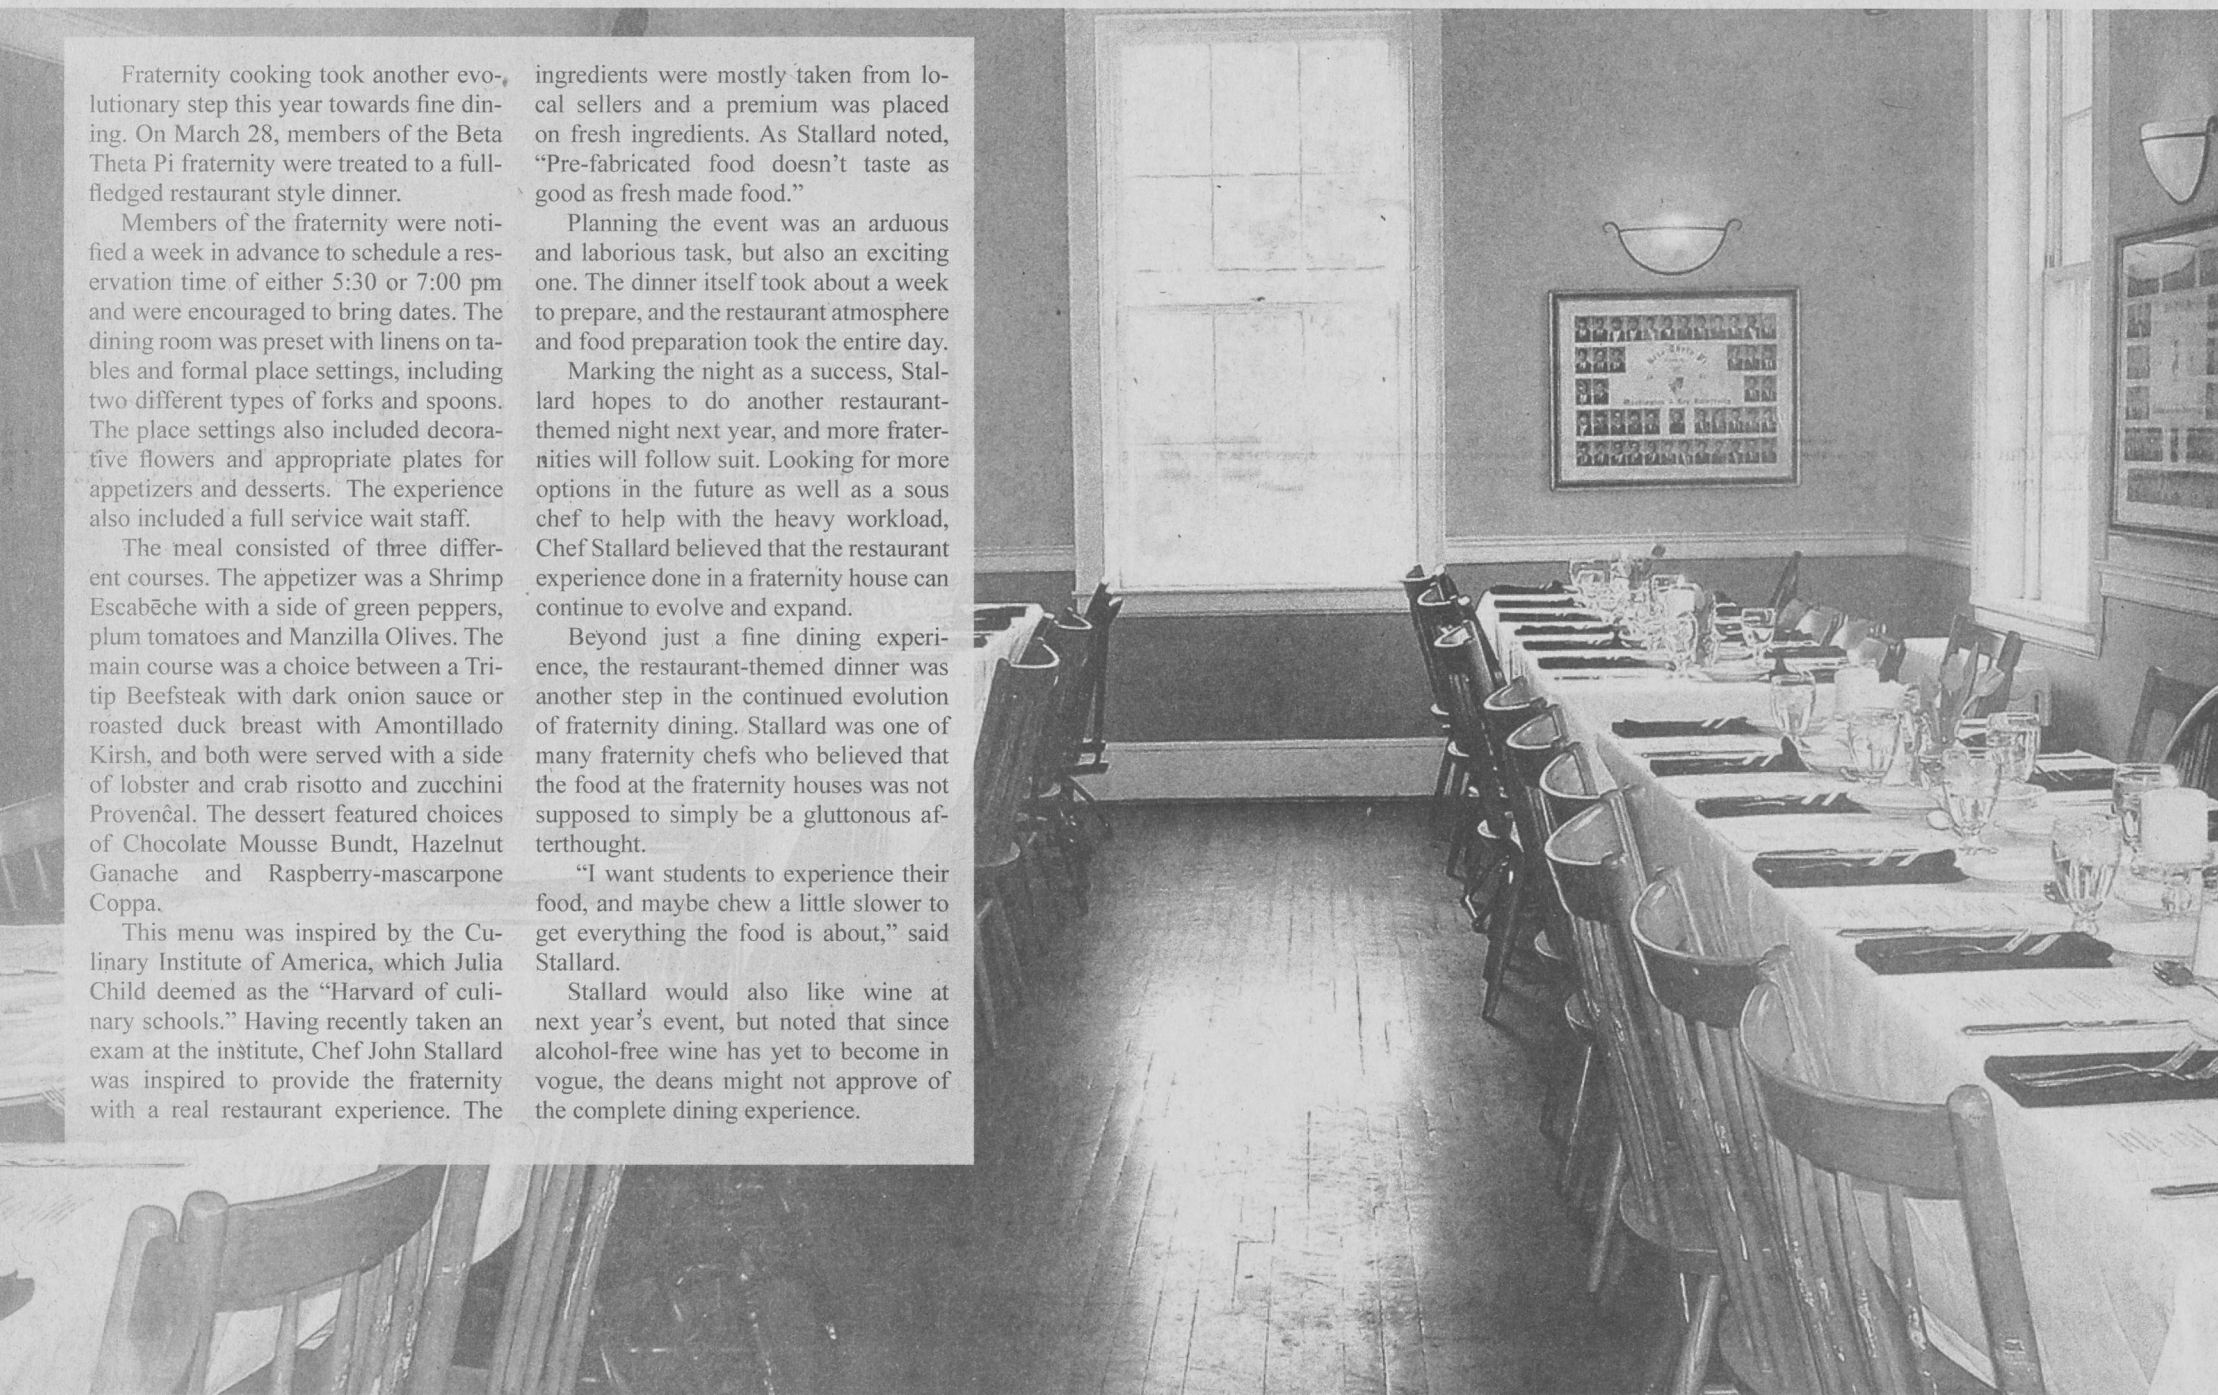 Fraternity cooking took another evo-
lutionary step this year towards fine din-
ing. On March 28, members of the Beta
Theta Pi fraternity were treated to a full-
fledged restaurant style dinner.
Members of the fraternity were noti-
fied a week in advance to schedule a res-
ervation time of either 5:30 or 7:00 pm
and were encouraged to bring dates. The
dining room was preset with linens on ta-
bles and formal place settings, including
two different types of forks and spoons.
The place settings also included decora-
tive flowers and appropriate plates for
appetizers and desserts. The experience
also included a full service wait staff.
The meal consisted of three differ-
ent courses. The appetizer was a Shrimp
Escabēche with a side of green peppers,
plum tomatoes and Manzilla Olives. The
main course was a choice between a Tri-
tip Beefsteak with dark onion sauce or
roasted duck breast with Amontillado
Kirsh, and both were served with a side
of lobster and crab risotto and zucchini
Provencâl. The dessert featured choices
of Chocolate Mousse Bundt, Hazelnut
Ganache and Raspberry-mascarpone
Coppa.
This menu was inspired by the Cu-
linary Institute of America, which Julia
Child deemed as the “Harvard of culi-
nary schools.” Having recently taken an
exam at the institute, Chef John Stallard
was inspired to provide the fraternity
with a real restaurant experience. The
ingredients were mostly taken from lo-
cal sellers and a premium was placed
on fresh ingredients. As Stallard noted,
“Pre-fabricated food doesn’t taste as
good as fresh made food.”
Planning the event was an arduous
and laborious task, but also an exciting
one. The dinner itself took about a week
to prepare, and the restaurant atmosphere
and food preparation took the entire day.
Marking the night as a success, Stal-
lard hopes to do another restaurant-
themed night next year, and more frater-
nities will follow suit. Looking for more
options in the future as well as a sous
chef to help with the heavy workload,
Chef Stallard believed that the restaurant
experience done in a fraternity house can
continue to evolve and expand.
Beyond just a fine dining experi-
ence, the restaurant-themed dinner was
another step in the continued evolution
of fraternity dining. Stallard was one of
many fraternity chefs who believed that
the food at the fraternity houses was not
supposed to simply be a gluttonous af-
terthought.
“I want students to experience their
food, and maybe chew a little slower to
get everything the food is about,” said
Stallard.
Stallard would also like wine at
next year’s event, but noted that since
alcohol-free wine has yet to become in
vogue, the deans might not approve of
the complete dining experience.
Beta Theta Pi
Washington & Lee University